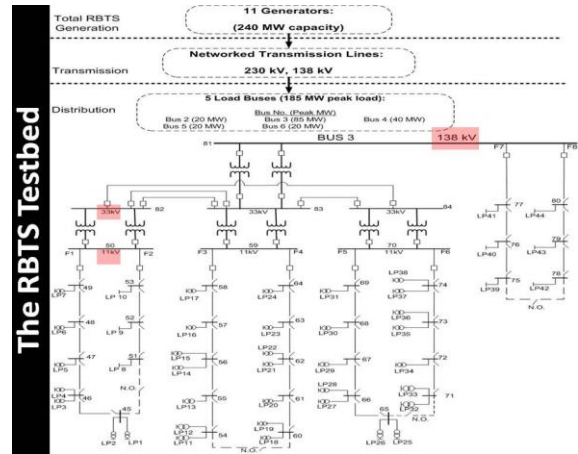 The RBTS Testbed
Total RBTS
Generation
11 Generators:
(240 MW capacity)
Transmission
Networked Transmission Lines:
230 kV, 138 kV
Distribution
5 Load Buses (185 MW peak load):
Bus No. (Peak MW)
Bus 2 (20 MW) Bus 3 (85 MW) Bus 4 (40 MW)
Bus 5 (20 MW) Bus 6 (20 MW)
81 BUS 3 138 kV F7 F8
33kV 82 33kV 83 33kV 84
50 59 70
F1 11kV F2 F3 11kV F4 F5 11kV F6
77 80
LP41 LP44
76 79
LP40 LP43
75 78
LP39 LP42
N.O.
49 53 58 64 69 LP38 74
LP7 LP 10 LP17 LP24 LP31 LP37
48 52 57 63 68 LP36 73
LP6 LP 9 LP16 LP23 LP30 LP35
47 51 LP15 56 LP22 62 67 72
LP5 LP 8 LP14 LP21 LP29 LP34
LP4 46 N.O. 55 61 LP28 66 LP33 71
LP3 LP13 LP20 LP27 LP32
45 LP12 54 LP19 60 65 N.O.
LP2 LP1 LP11 LP18 LP26 LP25
N.O.